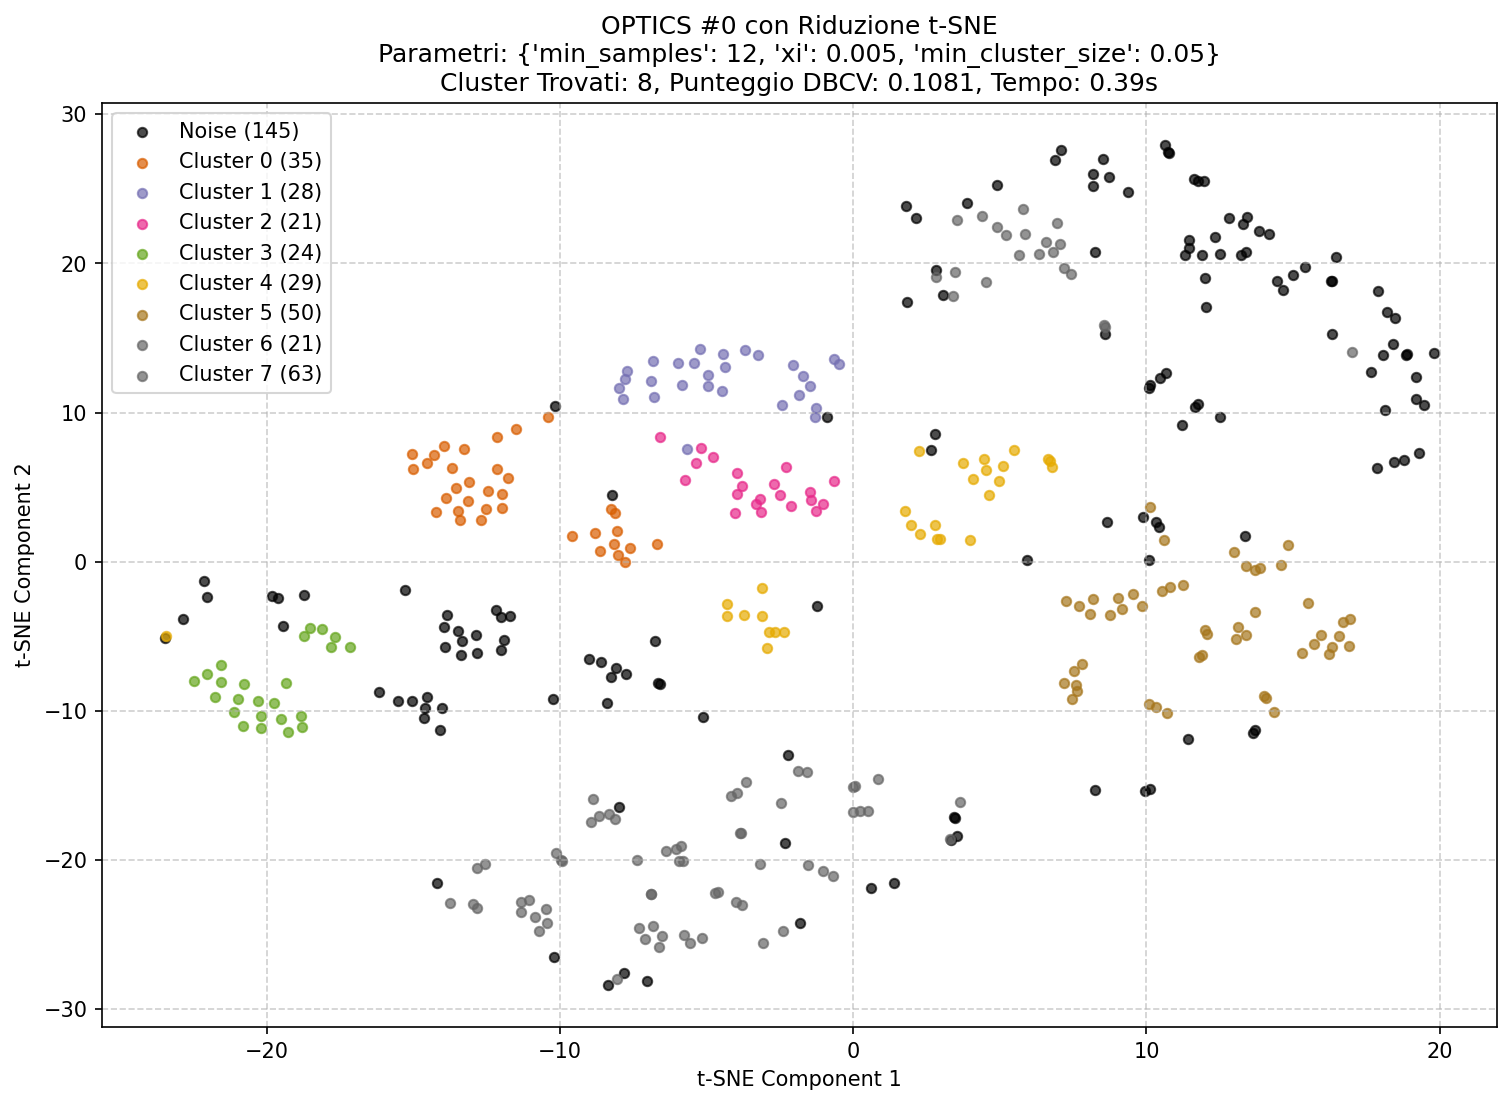 OPTICS #0 con Riduzione t-SNE
Parametri: {'min_samples': 12, 'xi': 0.005, 'min_cluster_size': 0.05}
Cluster Trovati: 8, Punteggio DBCV: 0.1081, Tempo: 0.39s
Noise (145)
Cluster 0 (35)
Cluster 1 (28)
Cluster 2 (21)
Cluster 3 (24)
Cluster 4 (29)
Cluster 5 (50)
Cluster 6 (21)
Cluster 7 (63)
t-SNE Component 2
30
20
10
0
−10
−20
−30
−20
−10
0
10
20
t-SNE Component 1